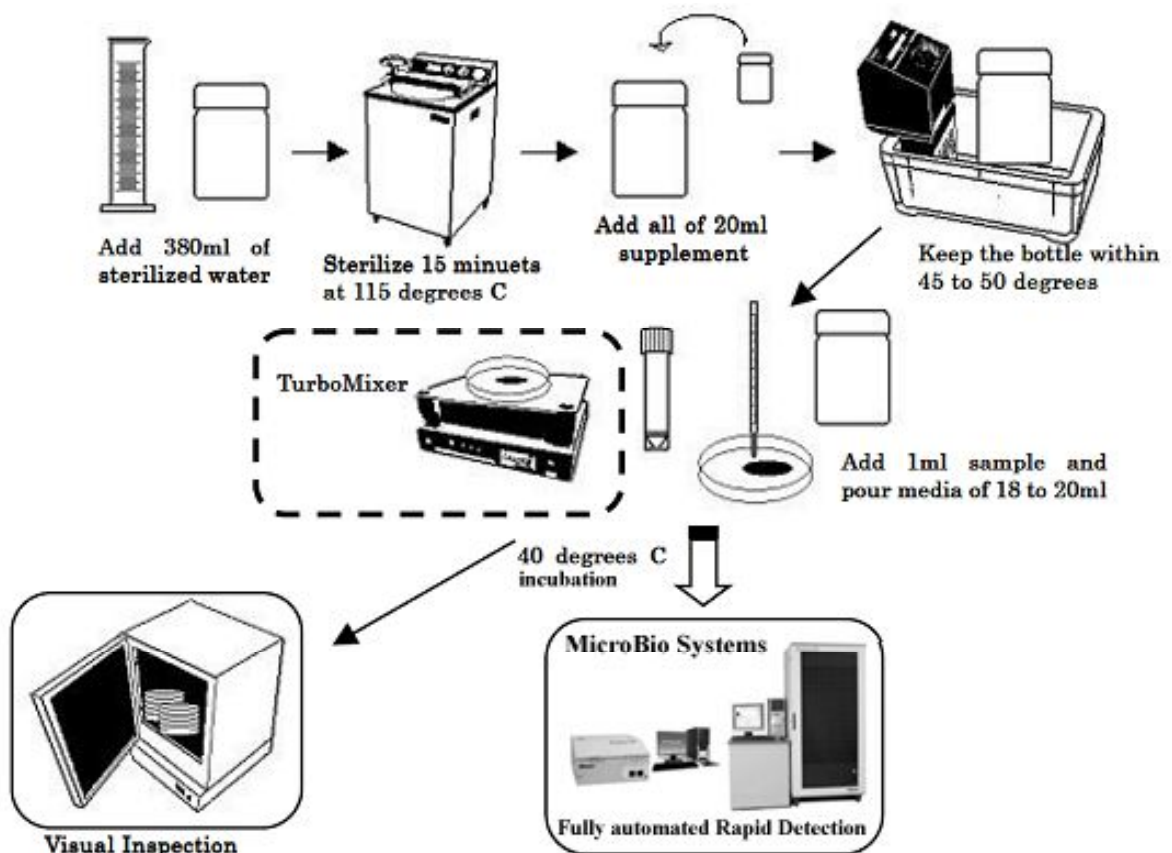 Add 380ml of
sterilized water
Sterilize 15 minuets
at 115 degrees C
Add all of 20ml
supplement
Keep the bottle within
45 to 50 degrees
TurboMixer
Add 1ml sample and
pour media of 18 to 20ml
40 degrees C
incubation
MicroBio Systems
Fully automated Rapid Detection
Visual Inspection